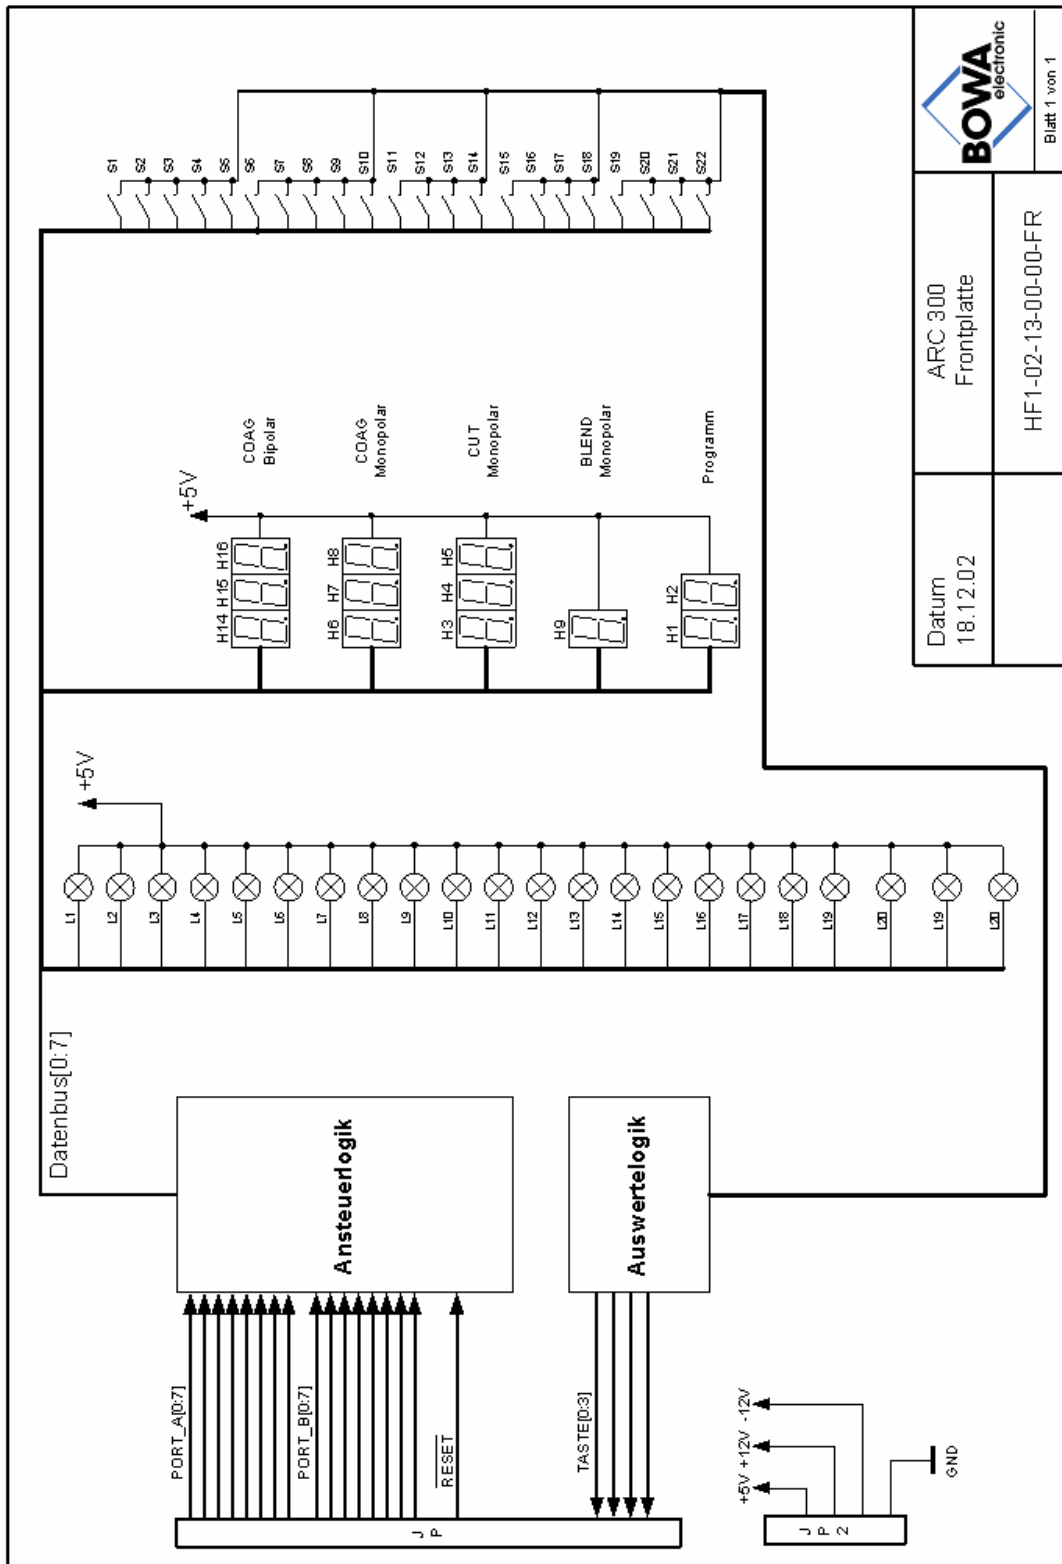 BOWA
electronic
Blatt 1 von 1
ARC 300
Frontplatte
HF1-02-13-00-00-FR
Datum
18.12.02
Datenbus[0:7]
Ansteuerlogik
Auswertelogik
PORT_A[0:7]
PORT_B[0:7]
RESET
TASTE[0:3]
JP
JP2
+5V
+12V
-12V
GND
L1
L2
L3
L4
L5
L6
L7
L8
L9
L10
L11
L12
L13
L14
L15
L16
L17
L18
L19
L20
L19
L20
+5V
+5V
H14
H15
H16
COAG
Bipolar
H6
H7
H8
COAG
Monopolar
H3
H4
H5
CUT
Monopolar
H9
BLEND
Monopolar
H1
H2
Programm
S1
S2
S3
S4
S5
S6
S7
S8
S9
S10
S11
S12
S13
S14
S15
S16
S17
S18
S19
S20
S21
S22